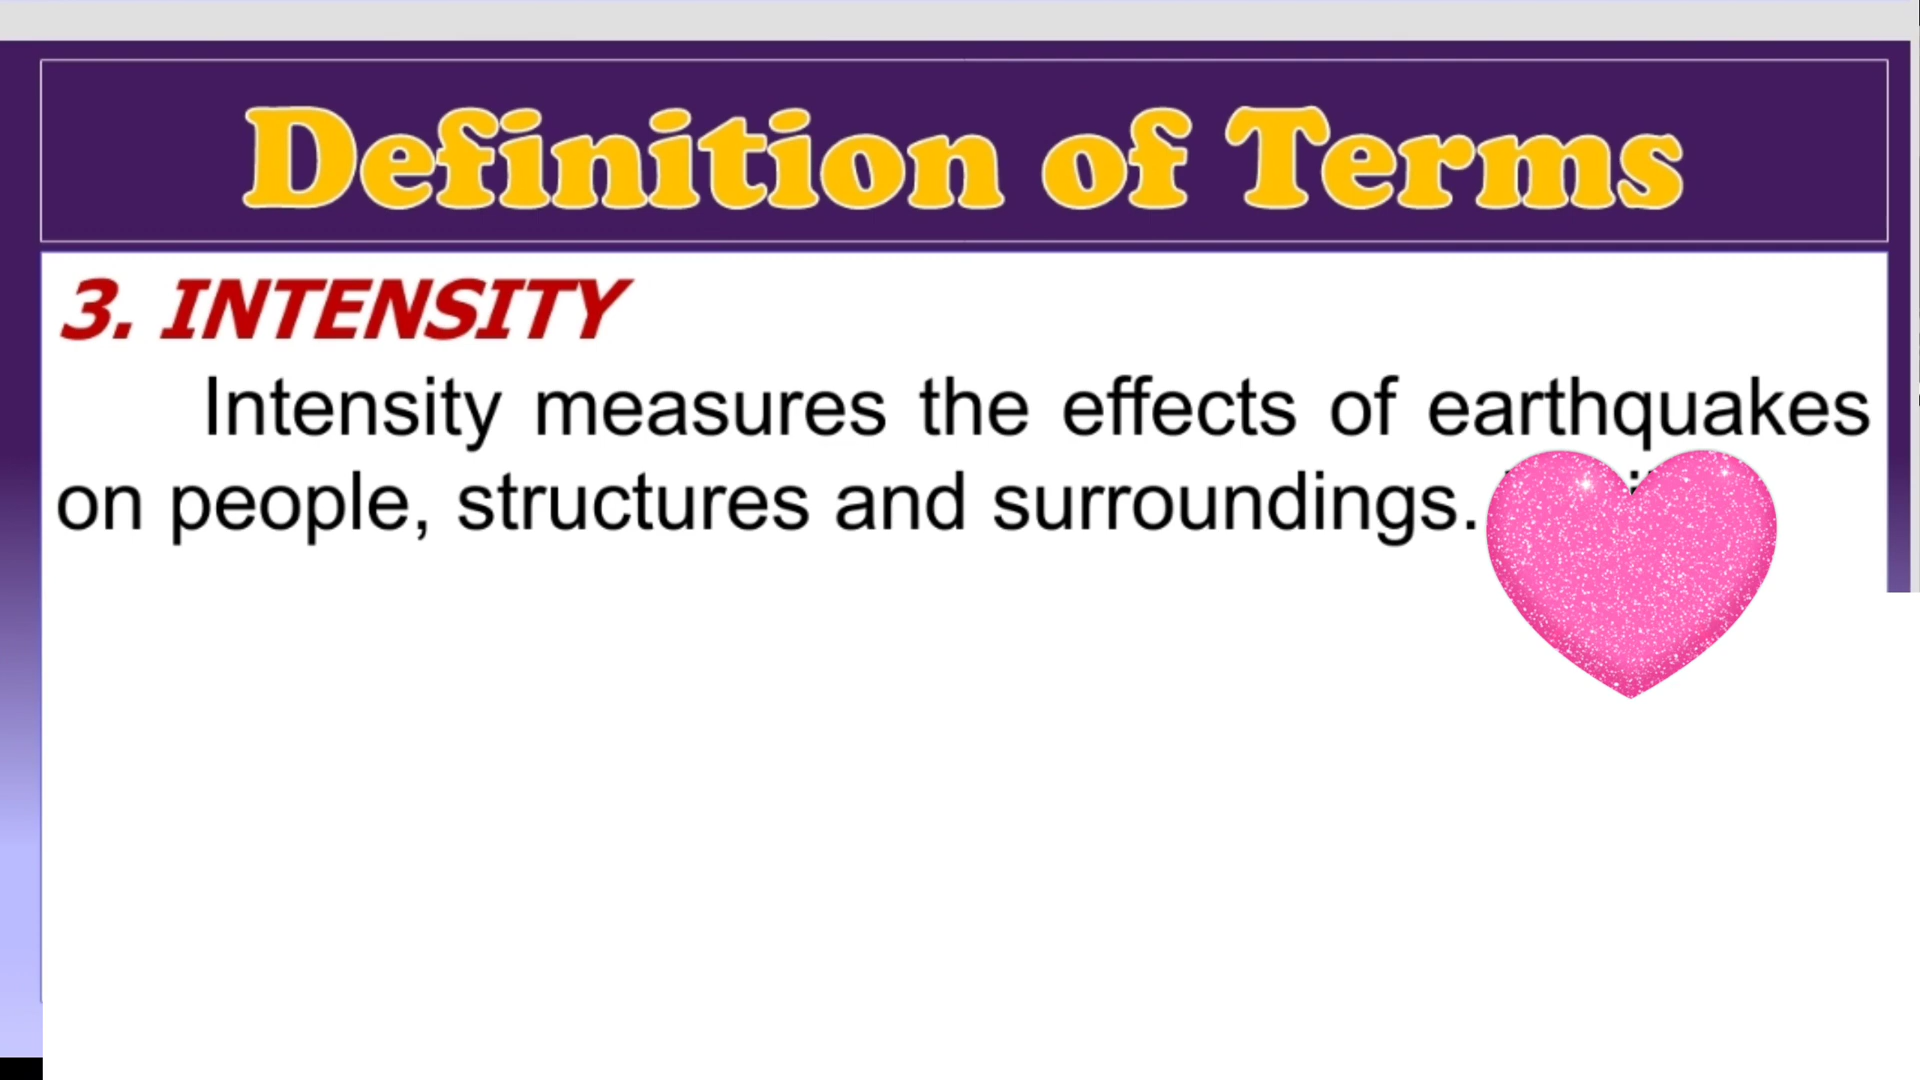 Definition of Terms
3. INTENSITY
Intensity measures the effects of earthquakes
on people, structures and surroundings.